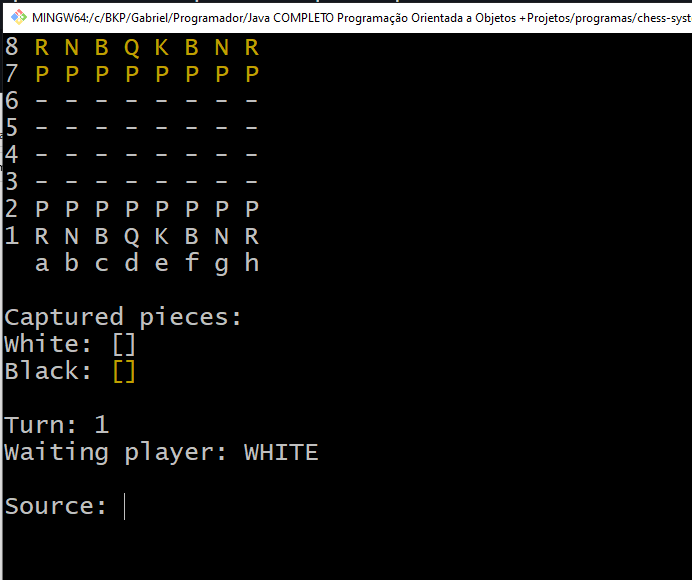 MINGW64:/c/BKP/Gabriel/Programador/Java COMPLETO Programação Orientada a Objetos +Projetos/programas/chess-syst
8 R N B Q K B N R
7 P P P P P P P P
6 - - - - - - - -
5 - - - - - - - -
4 - - - - - - - -
3 - - - - - - - -
2 P P P P P P P P
1 R N B Q K B N R
a b c d e f g h
Captured pieces:
White: []
Black: []
Turn: 1
Waiting player: WHITE
Source: